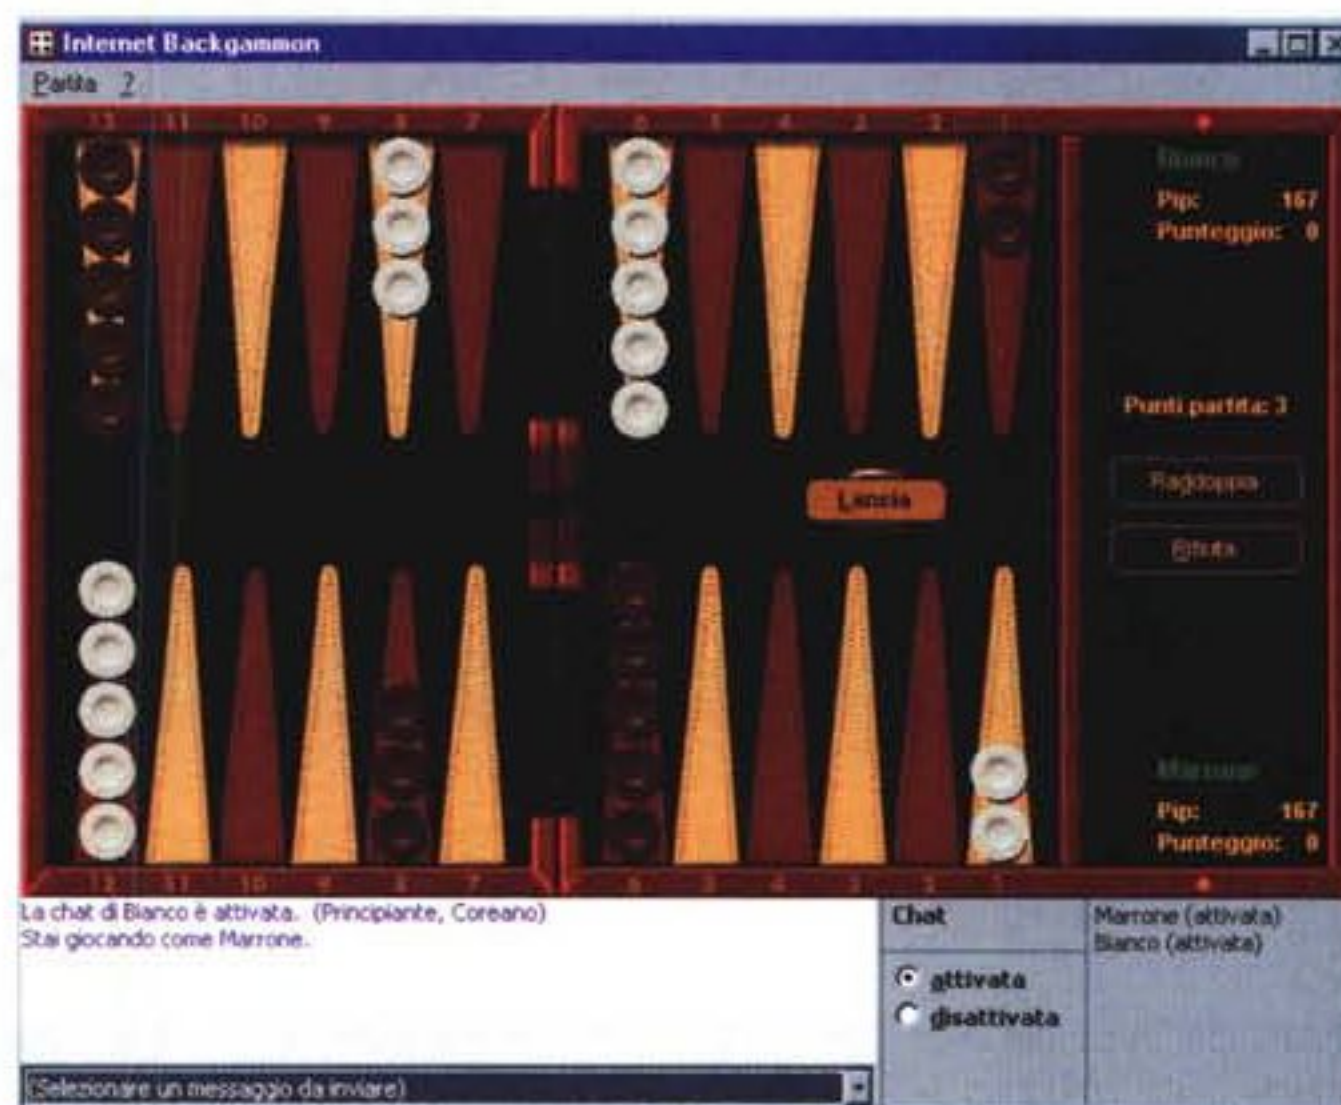 Internet Backgammon
Partita ?
12 11 10 9 8 7 6 5 4 3 2 1
Bianco
Pip: 167
Punteggio: 0
Punti partita: 3
Raddoppia
Lancia
Rifiuta
Marrone
Pip: 167
Punteggio: 0
12 11 10 9 8 7 6 5 4 3 2 1
La chat di Bianco è attivata. (Principiante, Coreano)
Stai giocando come Marrone.
Chat
attivata
disattivata
Marrone (attivata)
Bianco (attivata)
(Selezionare un messaggio da inviare)